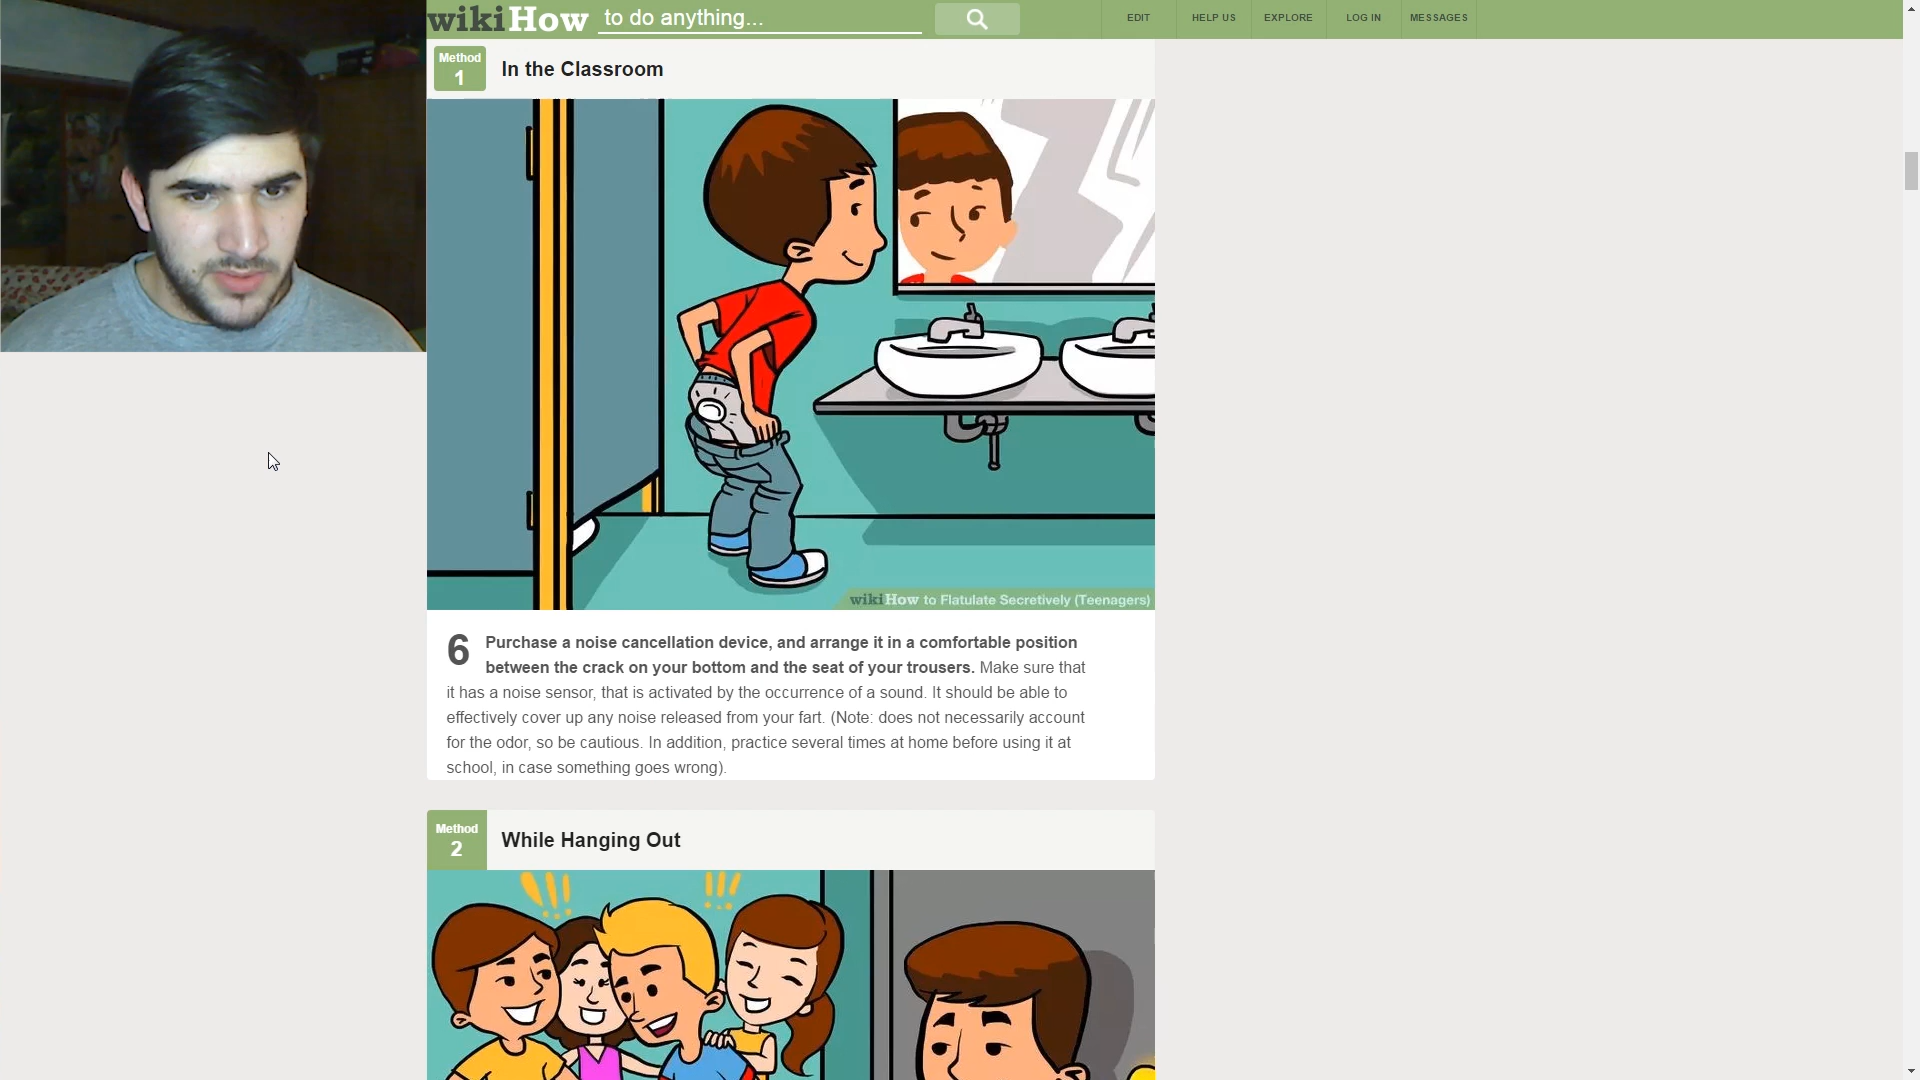 wikiHow to do anything...
EDIT HELP US EXPLORE LOG IN MESSAGES
Method 1 In the Classroom
wikiHow to Flatulate Secretively (Teenagers)
6 Purchase a noise cancellation device, and arrange it in a comfortable position
between the crack on your bottom and the seat of your trousers. Make sure that
it has a noise sensor, that is activated by the occurrence of a sound. It should be able to
effectively cover up any noise released from your fart. (Note: does not necessarily account
for the odor, so be cautious. In addition, practice several times at home before using it at
school, in case something goes wrong).
Method 2 While Hanging Out
!!! !!!